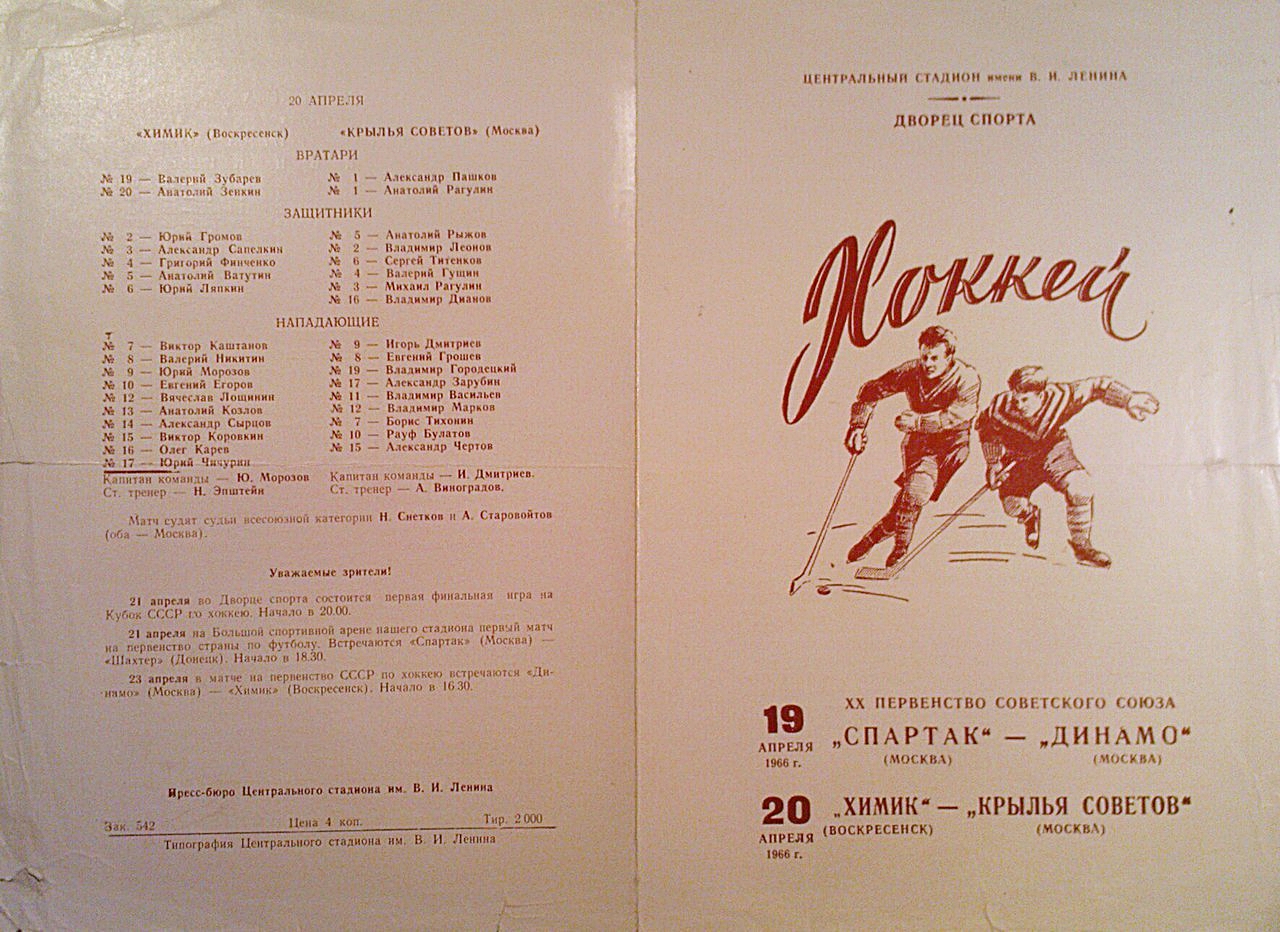 20 АПРЕЛЯ
«ХИМИК» (Воскресенск) «КРЫЛЬЯ СОВЕТОВ» (Москва)
ВРАТАРИ
№ 19 — Валерий Зубарев № 1 — Александр Пашков
№ 20 — Анатолий Зенкин № 1 — Анатолий Рагулин
ЗАЩИТНИКИ
№ 2 — Юрий Громов № 5 — Анатолий Рыжов
№ 3 — Александр Сапелкин № 2 — Владимир Леонов
№ 4 — Григорий Финченко № 6 — Сергей Титенков
№ 5 — Анатолий Ватутин № 4 — Валерий Гущин
№ 6 — Юрий Ляпкин № 3 — Михаил Рагулин
№ 16 — Владимир Дианов
НАПАДАЮЩИЕ
№ 7 — Виктор Каштанов № 9 — Игорь Дмитриев
№ 8 — Валерий Никитин № 8 — Евгений Грошев
№ 9 — Юрий Морозов № 19 — Владимир Городецкий
№ 10 — Евгений Егоров № 17 — Александр Зарубин
№ 12 — Вячеслав Лощинин № 11 — Владимир Васильев
№ 13 — Анатолий Козлов № 12 — Владимир Марков
№ 14 — Александр Сырцов № 7 — Борис Тихонин
№ 15 — Виктор Коровкин № 10 — Рауф Булатов
№ 16 — Олег Карев № 15 — Александр Чертов
№ 17 — Юрий Чичурин
Капитан команды — Ю. Морозов Капитан команды — И. Дмитриев.
Ст. тренер — Н. Эпштейн Ст. тренер — А. Виноградов.
Матч судят судьи всесоюзной категории Н. Снетков и А. Старовойтов
(оба — Москва).
Уважаемые зрители!
21 апреля во Дворце спорта состоится первая финальная игра на
Кубок СССР по хоккею. Начало в 20.00.
21 апреля на Большой спортивной арене нашего стадиона первый матч
на первенство страны по футболу. Встречаются «Спартак» (Москва) —
«Шахтер» (Донецк). Начало в 18.30.
23 апреля в матче на первенство СССР по хоккею встречаются «Ди-
намо» (Москва) — «Химик» (Воскресенск). Начало в 16 30.
Пресс-бюро Центрального стадиона им. В. И. Ленина
Зак. 542 Цена 4 коп. Тир. 2 000
Типография Центрального стадиона им. В. И. Ленина
ЦЕНТРАЛЬНЫЙ СТАДИОН имени В. И. ЛЕНИНА
ДВОРЕЦ СПОРТА
Хоккей
XX ПЕРВЕНСТВО СОВЕТСКОГО СОЮЗА
19 АПРЕЛЯ 1966 г.
„СПАРТАК“ — „ДИНАМО“
(МОСКВА) (МОСКВА)
20 АПРЕЛЯ 1966 г.
„ХИМИК“ — „КРЫЛЬЯ СОВЕТОВ“
(ВОСКРЕСЕНСК) (МОСКВА)